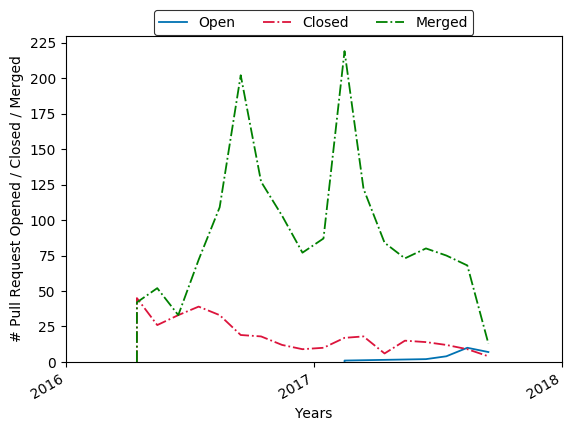 Open Closed Merged
# Pull Request Opened / Closed / Merged
225
200
175
150
125
100
75
50
25
0
2016 2017 2018
Years